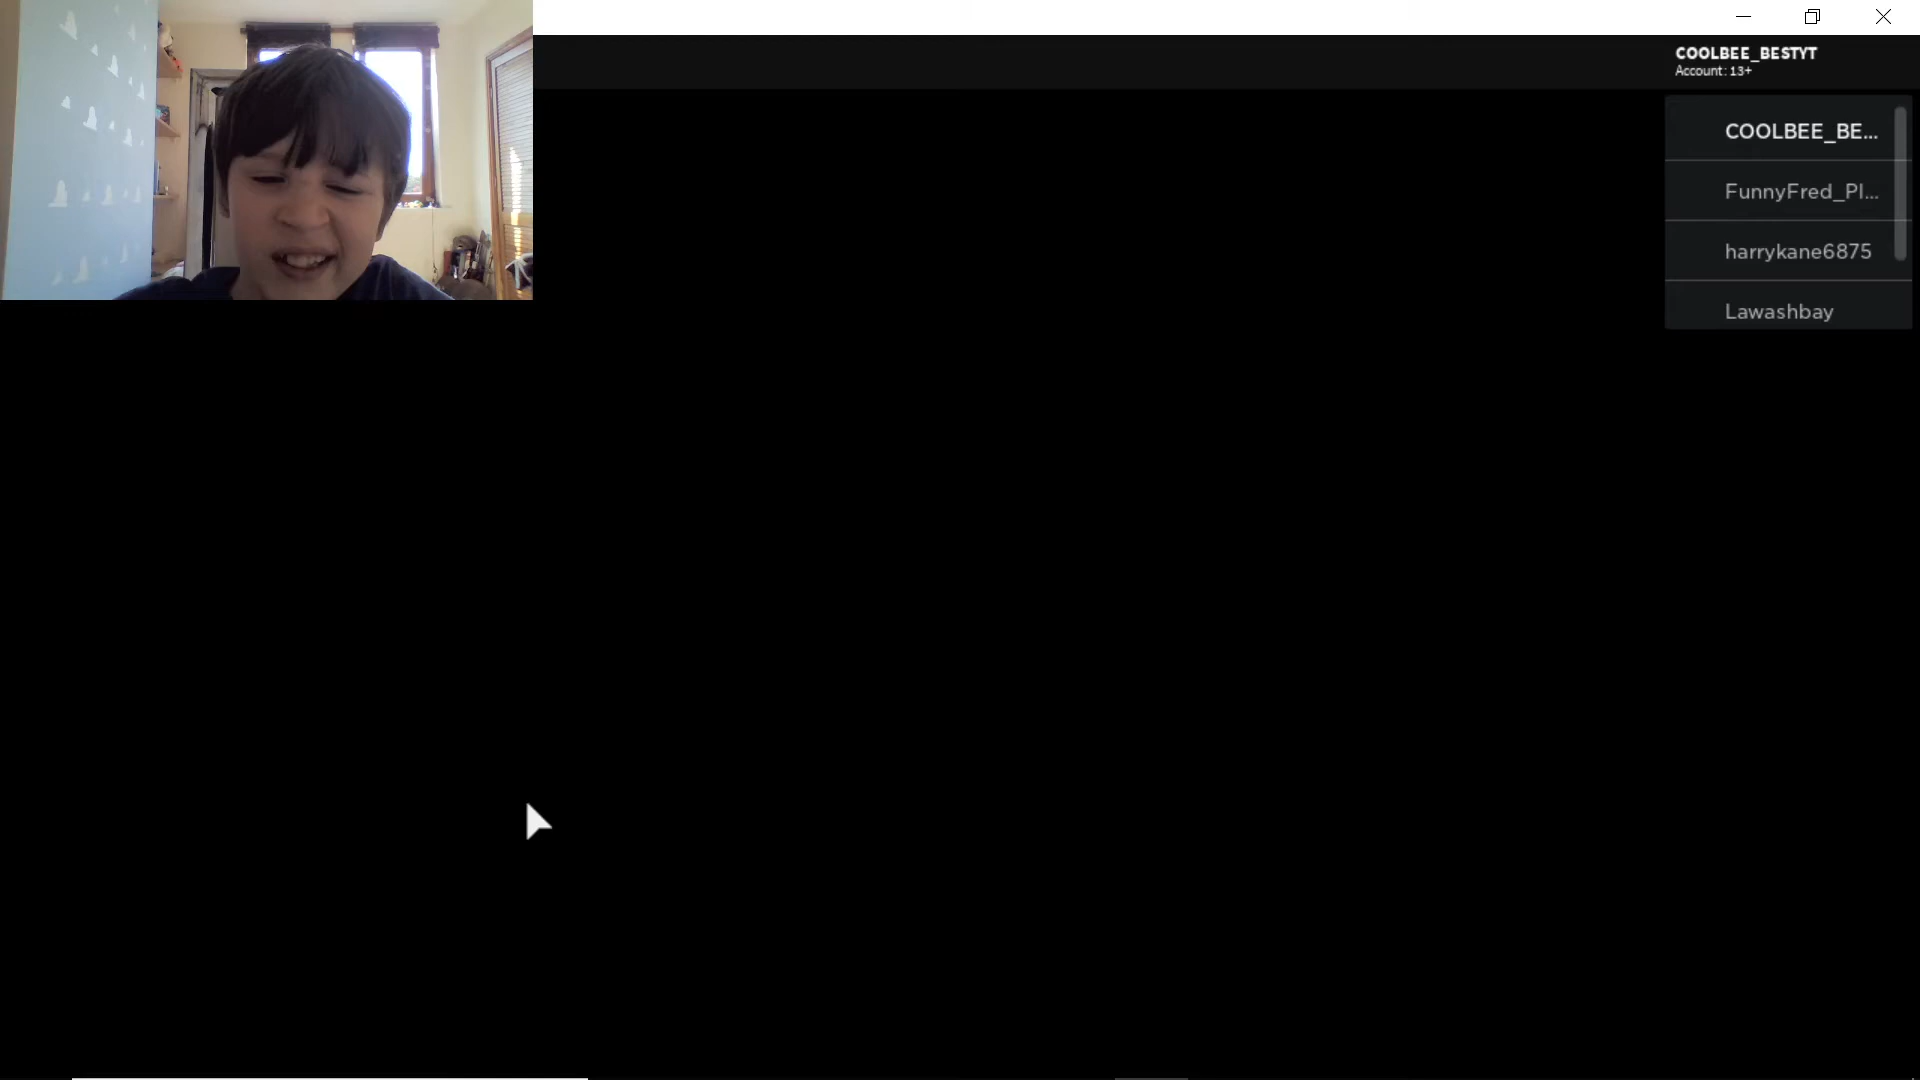 COOLBEE_BESTYT
Account: 13+
COOLBEE_BE...
FunnyFred_Pl...
harrykane6875
Lawashbay